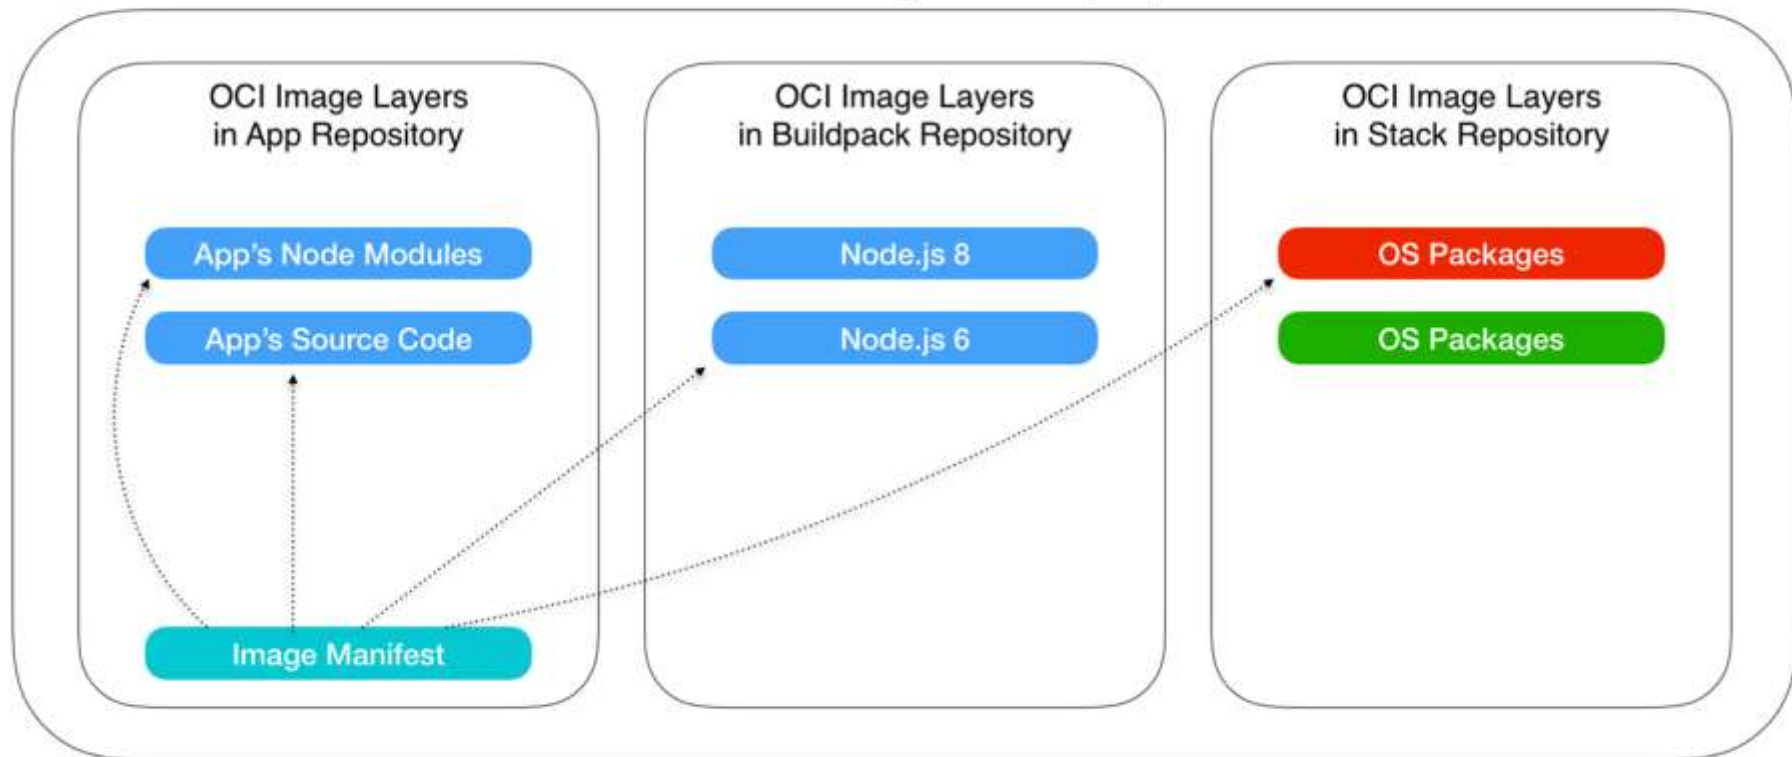 OCI Image Layers
in App Repository
App's Node Modules
App's Source Code
Image Manifest
OCI Image Layers
in Buildpack Repository
Node.js 8
Node.js 6
OCI Image Layers
in Stack Repository
OS Packages
OS Packages